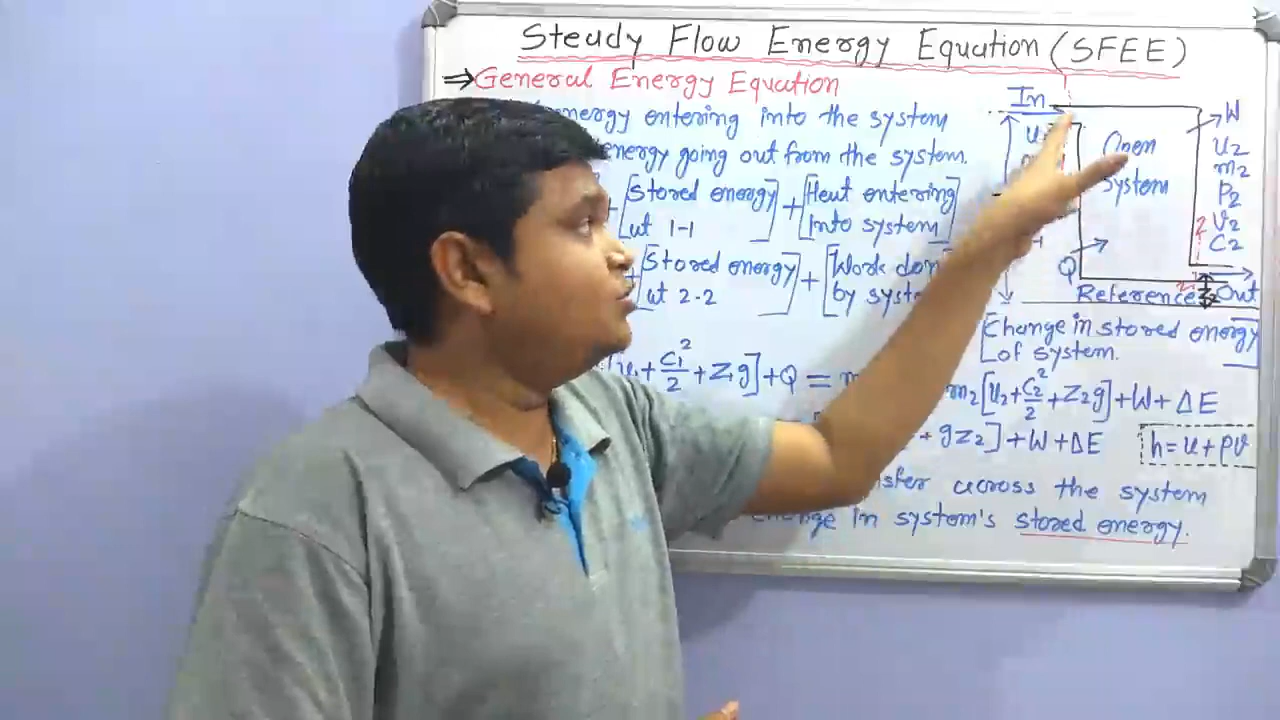 Steady Flow Energy Equation (SFEE)
⇒ General Energy Equation
energy entering into the system
energy going out from the system.
+ [Stored energy at 1-1] + [Heat entering into system]
+ [Stored energy at 2-2] + [Work by
[Change in stored energy of system.
+ C₁²/2 + Z₁g] + Q = m₂[u₂ + C₂²/2 + Z₂g] + W + ΔE
+ gZ₂] + W + ΔE
h = u + pv
across the system
in system's stored energy.
In
Open
System
Q
W
U₂
m₂
P₂
V₂
C₂
2
Reference
Out